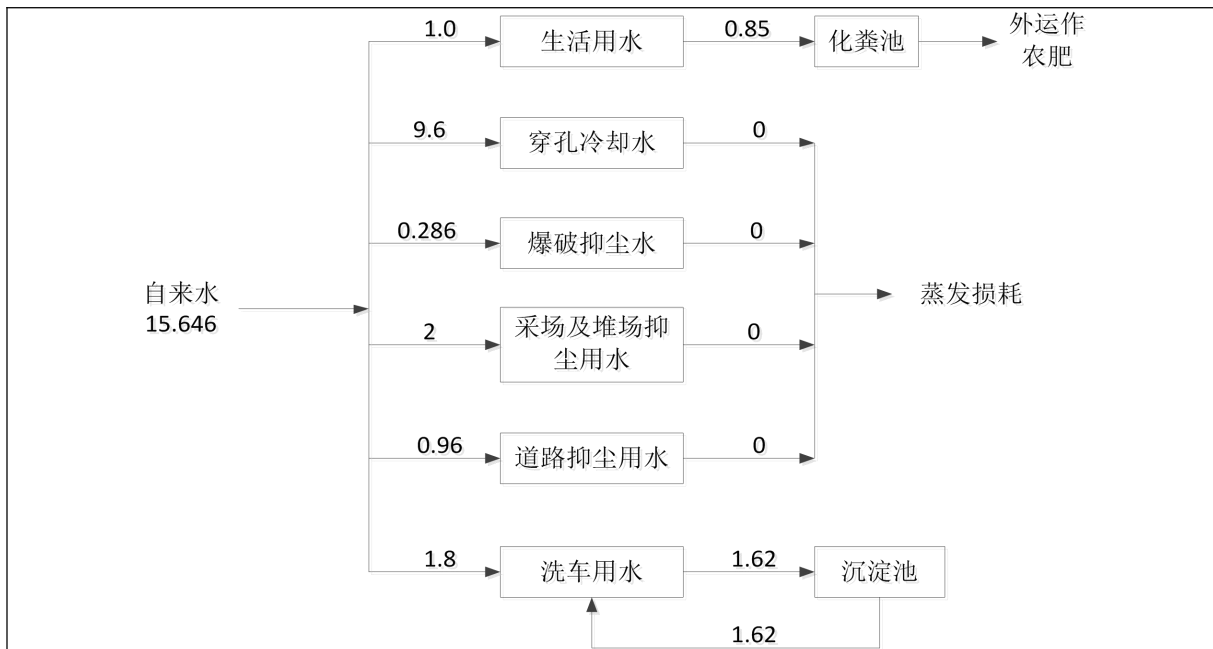 1.0
生活用水
0.85
化粪池
外运作
农肥
9.6
穿孔冷却水
0
0.286
爆破抑尘水
0
自来水
15.646
蒸发损耗
2
采场及堆场抑
尘用水
0
0.96
道路抑尘用水
0
1.8
洗车用水
1.62
沉淀池
1.62